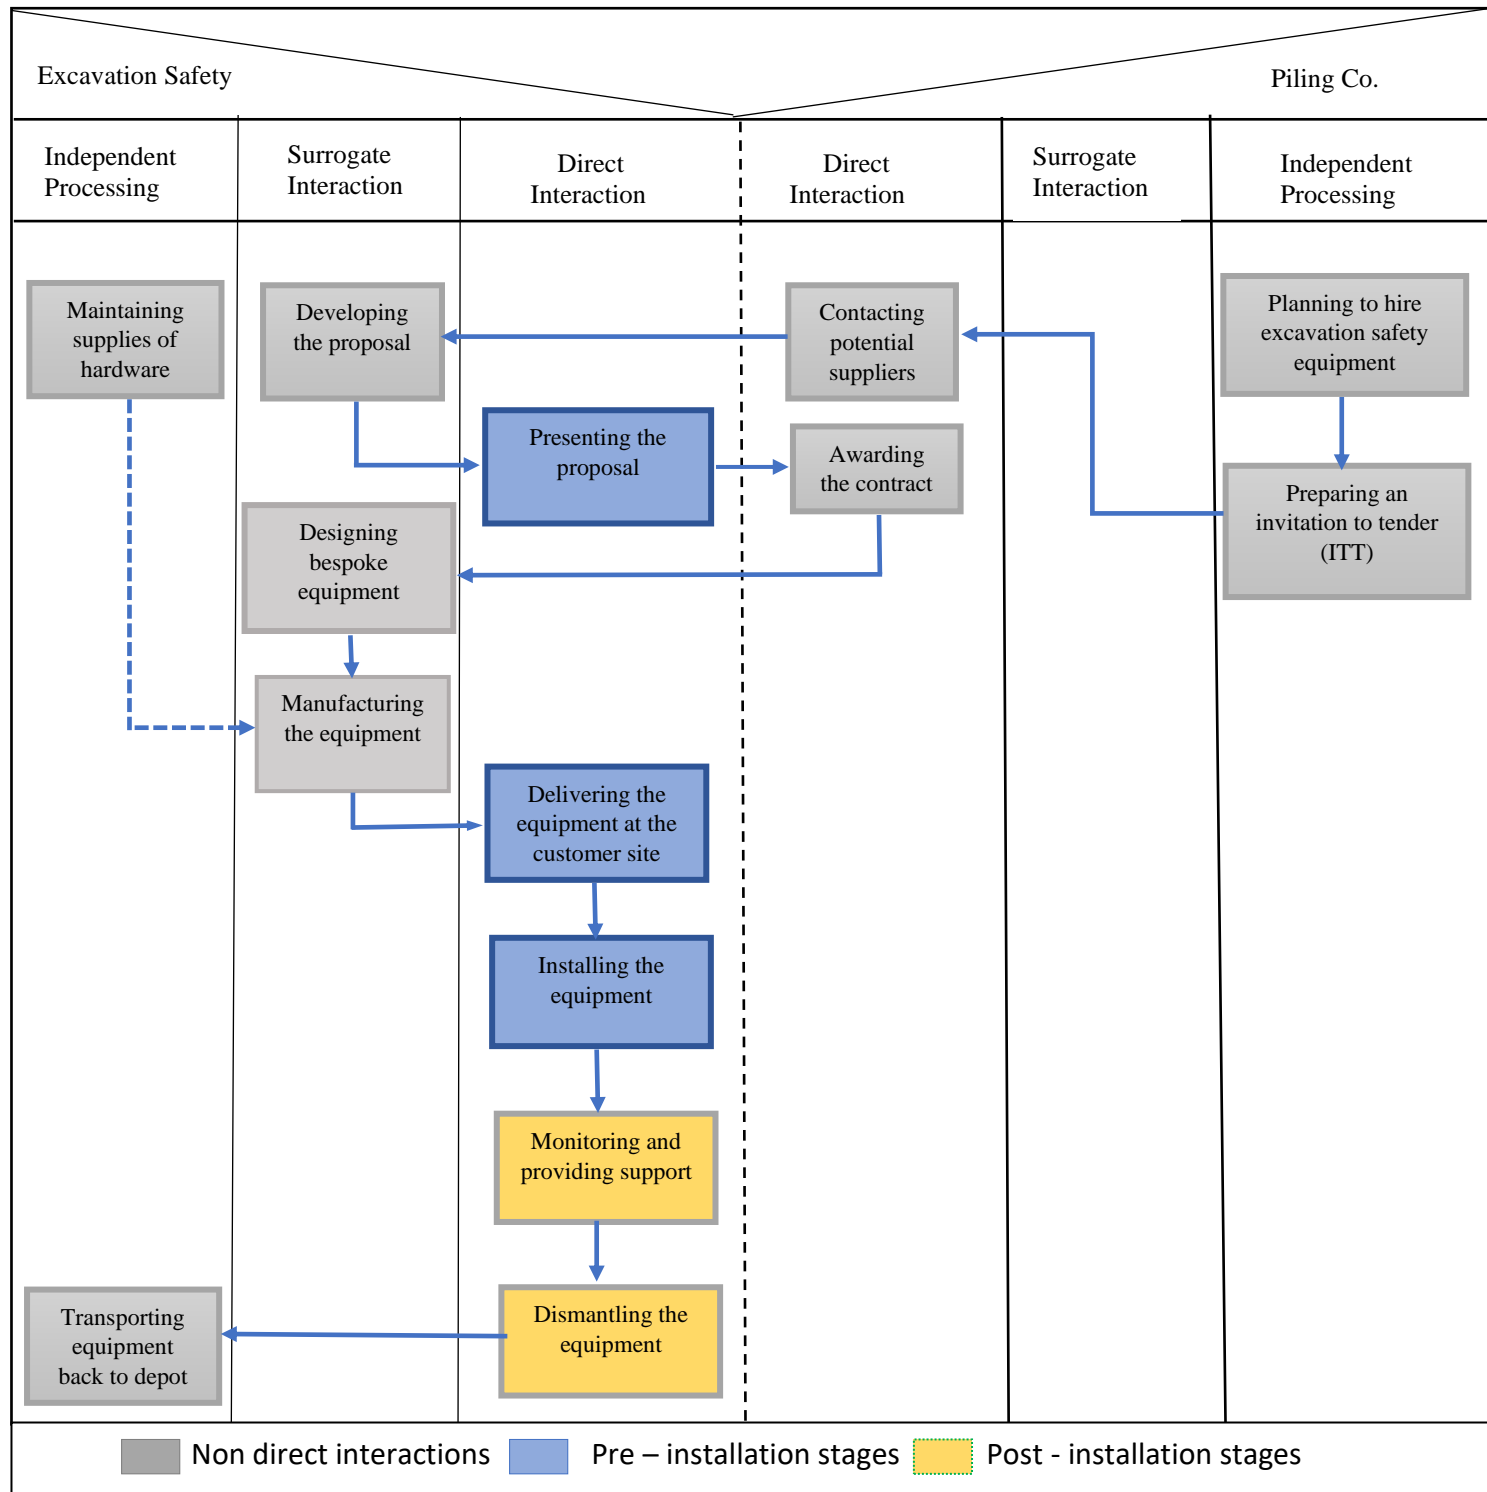 Excavation Safety
Piling Co.
Independent
Processing
Surrogate
Interaction
Direct
Interaction
Direct
Interaction
Surrogate
Interaction
Independent
Processing
Maintaining
supplies of
hardware
Developing
the proposal
Contacting
potential
suppliers
Planning to hire
excavation safety
equipment
Presenting the
proposal
Awarding
the contract
Preparing an
invitation to tender
(ITT)
Designing
bespoke
equipment
Manufacturing
the equipment
Delivering the
equipment at the
customer site
Installing the
equipment
Monitoring and
providing support
Dismantling the
equipment
Transporting
equipment
back to depot
Non direct interactions
Pre – installation stages
Post - installation stages